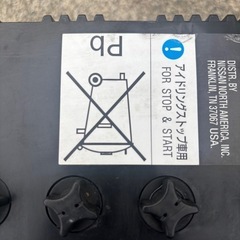 Pb
アイドリングストップ車用
FOR STOP & START
DISTR. BY
NISSAN NORTH AMERICA, INC.
FRANKLIN, TN 37067 USA.